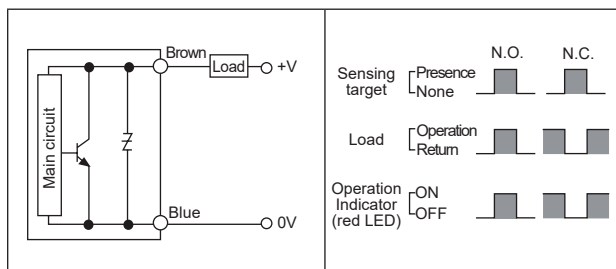 Brown
Load
+V
Main circuit
Blue
0V
N.O.
N.C.
Sensing
target
Presence
None
Load
Operation
Return
Operation
Indicator
(red LED)
ON
OFF